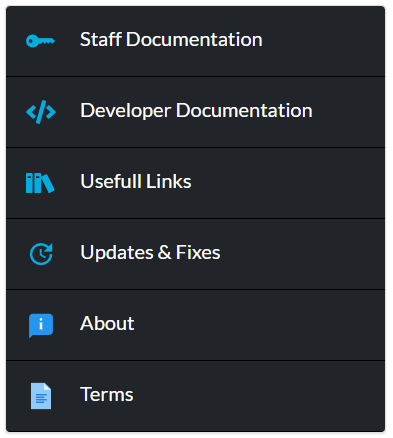 Staff Documentation
Developer Documentation
Usefull Links
Updates & Fixes
About
Terms